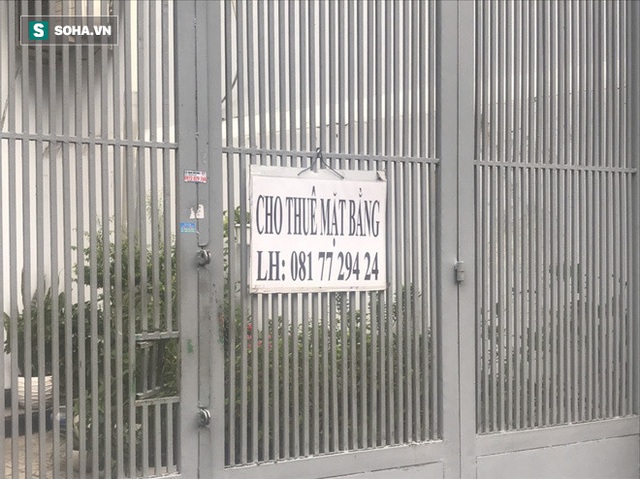 S SOHA.VN
CHO THUÊ MẶT BẰNG
LH: 081 77 294 24